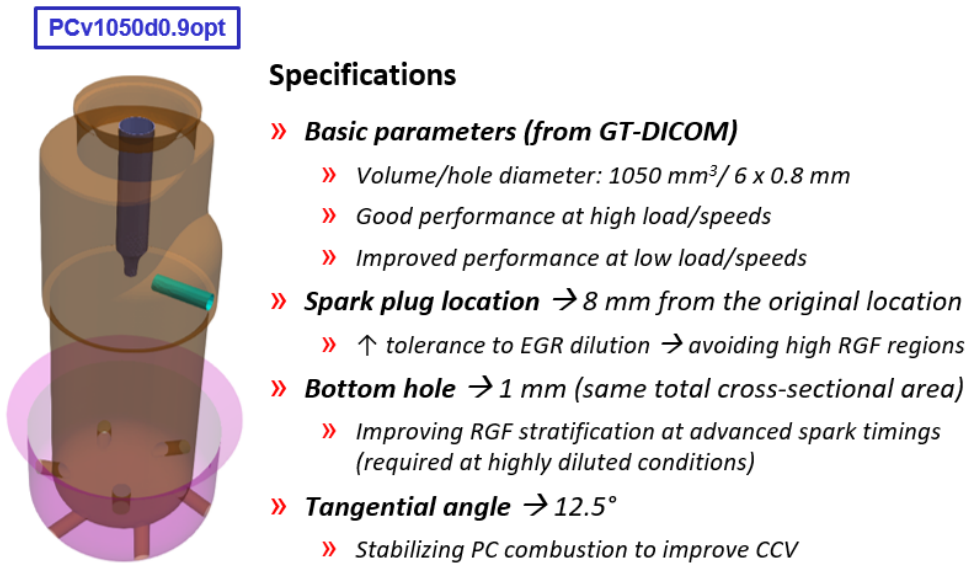 PCv1050d0.9opt
Specifications
» Basic parameters (from GT-DICOM)
» Volume/hole diameter: 1050 mm³/ 6 x 0.8 mm
» Good performance at high load/speeds
» Improved performance at low load/speeds
» Spark plug location → 8 mm from the original location
» ↑ tolerance to EGR dilution → avoiding high RGF regions
» Bottom hole → 1 mm (same total cross-sectional area)
» Improving RGF stratification at advanced spark timings
(required at highly diluted conditions)
» Tangential angle → 12.5°
» Stabilizing PC combustion to improve CCV